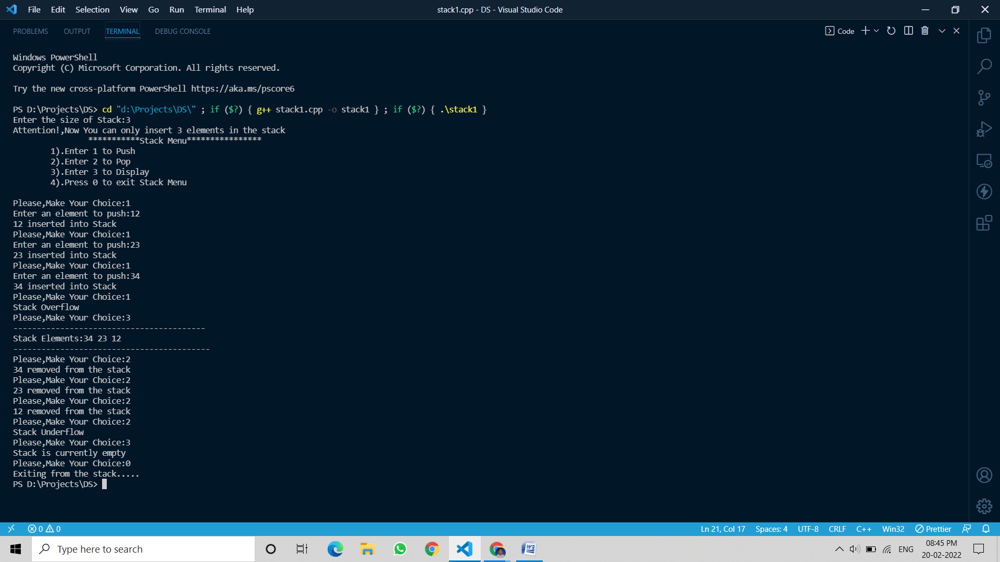 File Edit Selection View Go Run Terminal Help
stack1.cpp - DS - Visual Studio Code
PROBLEMS OUTPUT TERMINAL DEBUG CONSOLE
Code
Windows PowerShell
Copyright (C) Microsoft Corporation. All rights reserved.
Try the new cross-platform PowerShell https://aka.ms/pscore6
PS D:\Projects\DS> cd "d:\Projects\DS\" ; if ($?) { g++ stack1.cpp -o stack1 } ; if ($?) { .\stack1 }
Enter the size of Stack:3
Attention!,Now You can only insert 3 elements in the stack
***********Stack Menu****************
1).Enter 1 to Push
2).Enter 2 to Pop
3).Enter 3 to Display
4).Press 0 to exit Stack Menu
Please,Make Your Choice:1
Enter an element to push:12
12 inserted into Stack
Please,Make Your Choice:1
Enter an element to push:23
23 inserted into Stack
Please,Make Your Choice:1
Enter an element to push:34
34 inserted into Stack
Please,Make Your Choice:1
Stack Overflow
Please,Make Your Choice:3
-----------------------------------------
Stack Elements:34 23 12
------------------------------------------
Please,Make Your Choice:2
34 removed from the stack
Please,Make Your Choice:2
23 removed from the stack
Please,Make Your Choice:2
12 removed from the stack
Please,Make Your Choice:2
Stack Underflow
Please,Make Your Choice:3
Stack is currently empty
Please,Make Your Choice:0
Exiting from the stack.....
PS D:\Projects\DS>
0 0
Ln 21, Col 17 Spaces: 4 UTF-8 CRLF C++ Win32 Prettier
Type here to search
ENG
08:45 PM
20-02-2022